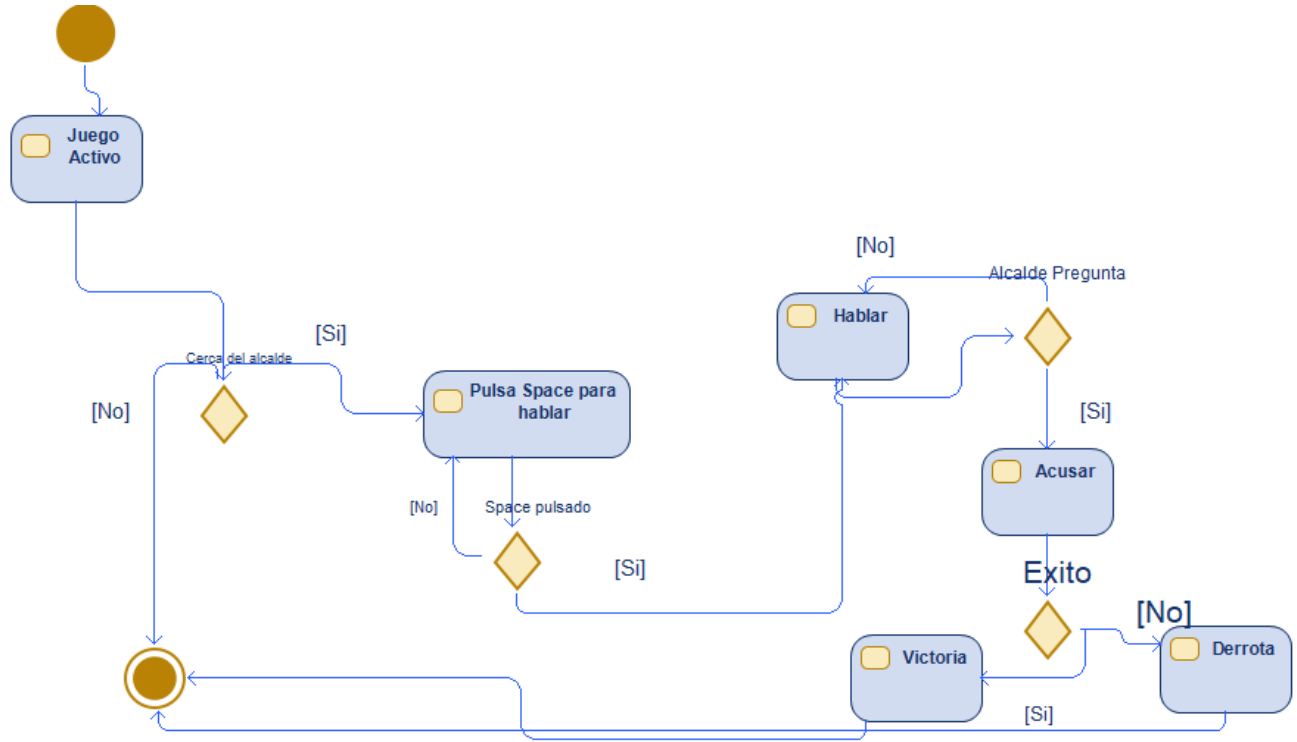 Juego
Activo
[No]
Alcalde Pregunta
Hablar
[Si]
Cerca del alcalde
[No]
Pulsa Space para
hablar
[Si]
Acusar
[No]
Space pulsado
[Si]
Exito
[No]
Victoria
Derrota
[Si]